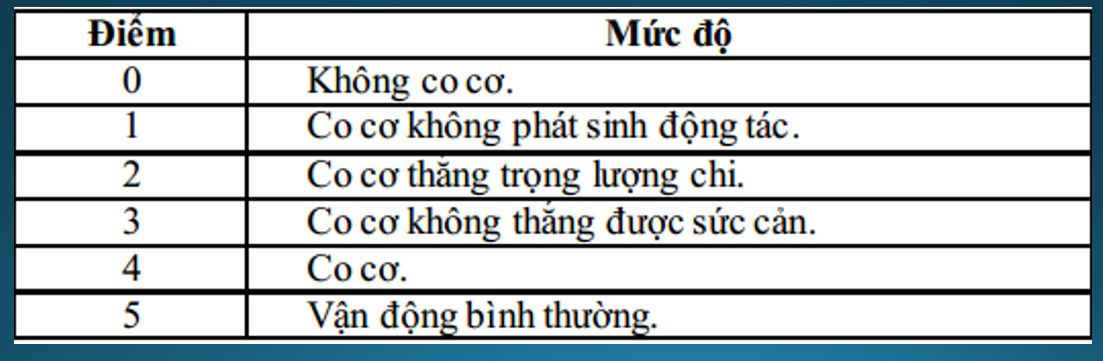 Điểm Mức độ
0 Không co cơ.
1 Co cơ không phát sinh động tác.
2 Co cơ thắng trọng lượng chi.
3 Co cơ không thắng được sức cản.
4 Co cơ.
5 Vận động bình thường.